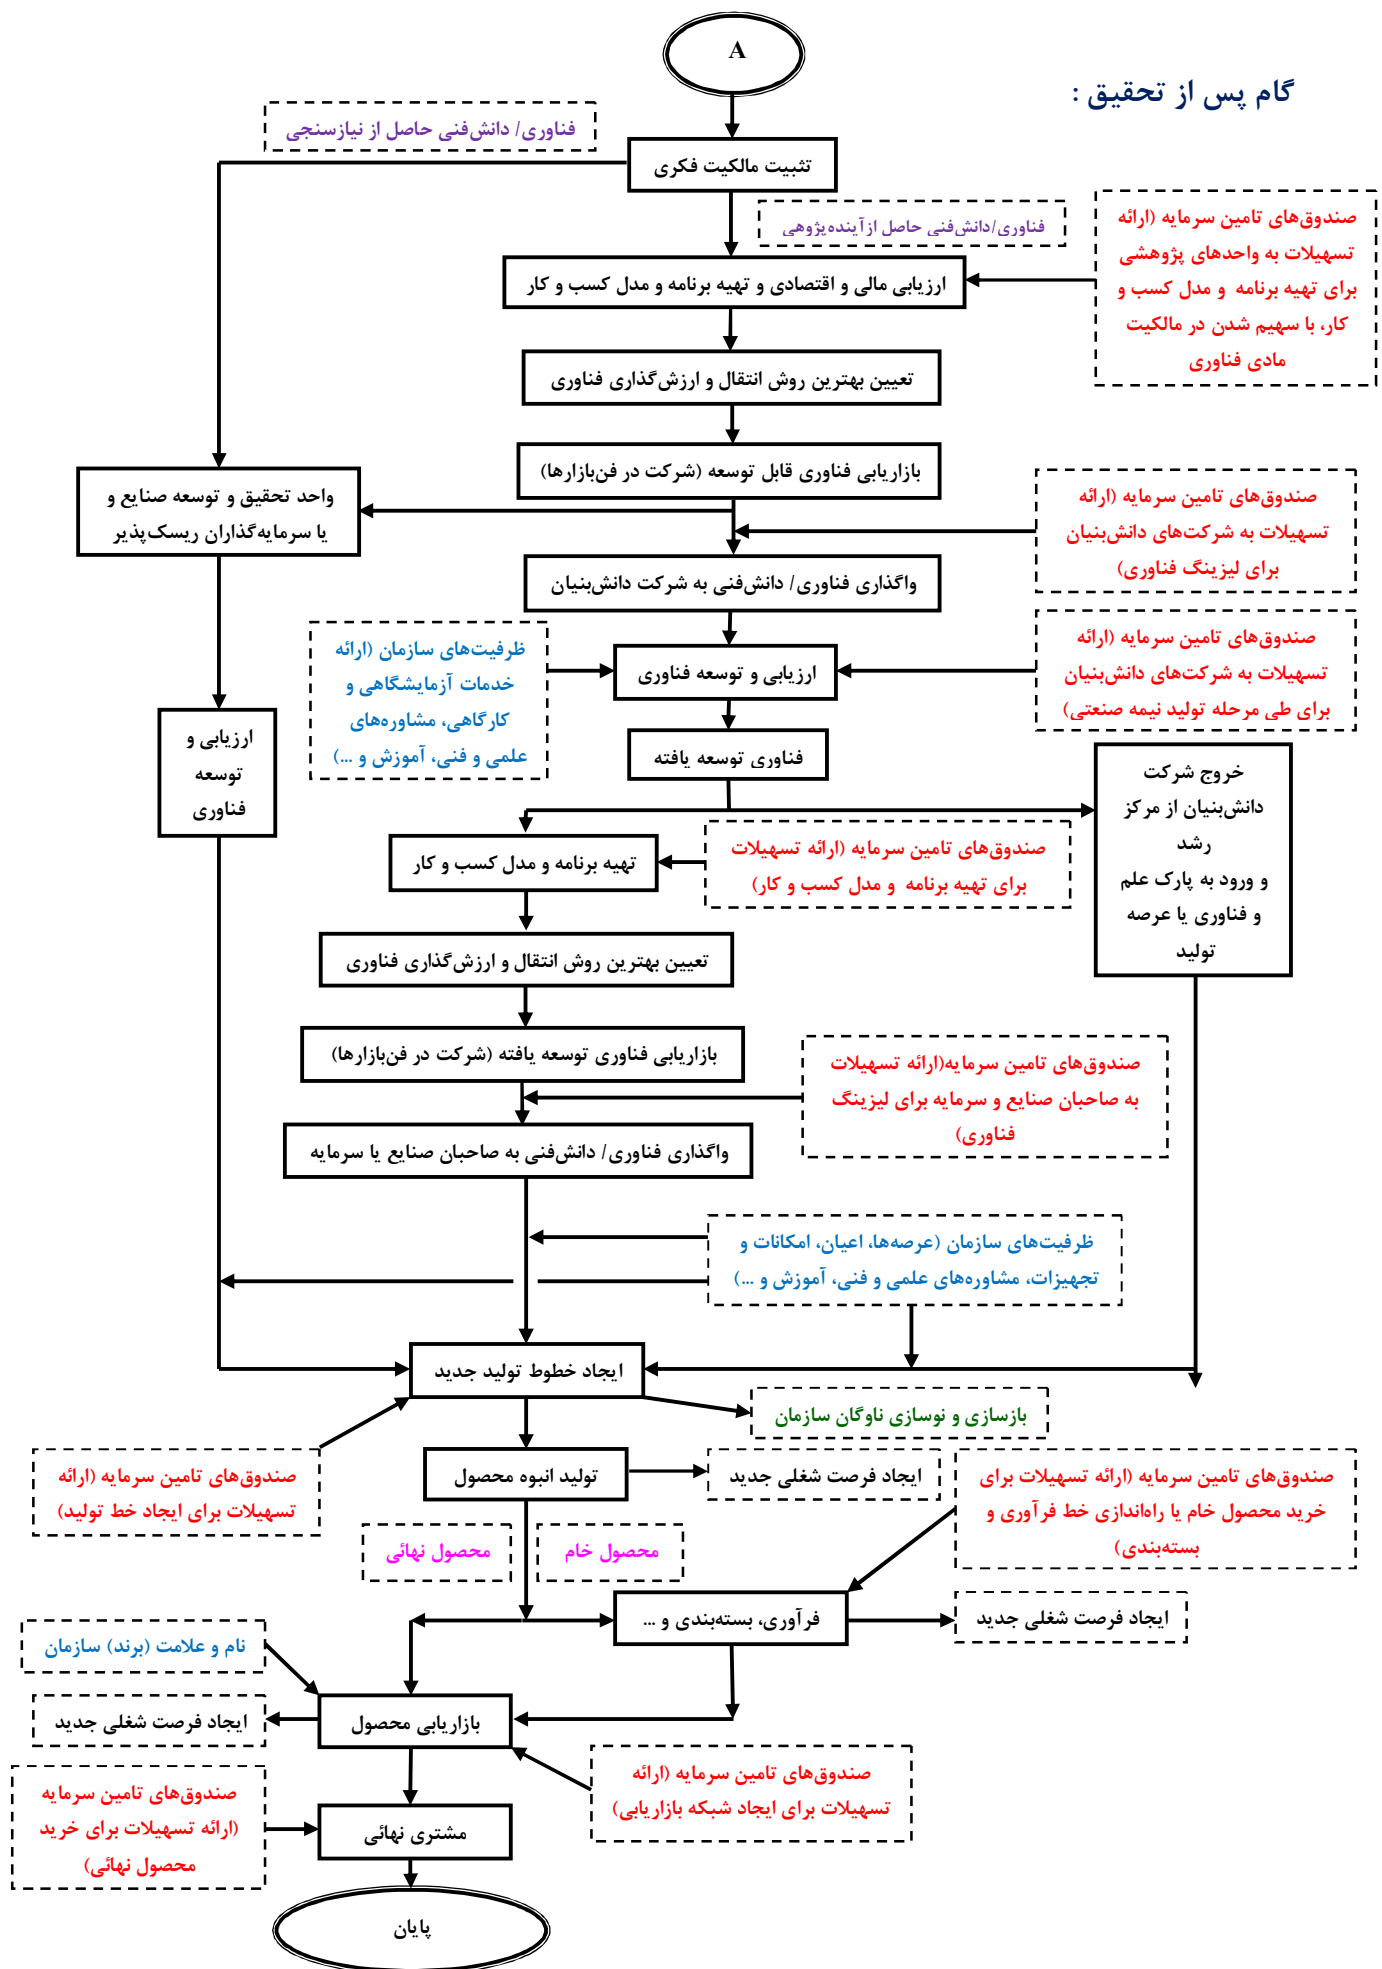 A
گام پس از تحقیق :
فناوری/ دانش‌فنی حاصل از نیازسنجی
تثبیت مالکیت فکری
فناوری/دانش‌فنی حاصل ازآینده‌پژوهی
صندوق‌های تامین سرمایه (ارائه
تسهیلات به واحدهای پژوهشی
برای تهیه برنامه و مدل کسب و
کار، با سهیم شدن در مالکیت
مادی فناوری
ارزیابی مالی و اقتصادی و تهیه برنامه و مدل کسب و کار
تعیین بهترین روش انتقال و ارزش‌گذاری فناوری
بازاریابی فناوری قابل توسعه (شرکت در فن‌بازارها)
واحد تحقیق و توسعه صنایع و
یا سرمایه‌گذاران ریسک‌پذیر
صندوق‌های تامین سرمایه (ارائه
تسهیلات به شرکت‌های دانش‌بنیان
برای لیزینگ فناوری)
واگذاری فناوری/ دانش‌فنی به شرکت دانش‌بنیان
ظرفیت‌های سازمان (ارائه
خدمات آزمایشگاهی و
کارگاهی، مشاوره‌های
علمی و فنی، آموزش و ...)
ارزیابی و توسعه فناوری
صندوق‌های تامین سرمایه (ارائه
تسهیلات به شرکت‌های دانش‌بنیان
برای طی مرحله تولید نیمه صنعتی)
ارزیابی و
توسعه
فناوری
فناوری توسعه یافته
خروج شرکت
دانش‌بنیان از مرکز
رشد
و ورود به پارک علم
و فناوری یا عرصه
تولید
تهیه برنامه و مدل کسب و کار
صندوق‌های تامین سرمایه (ارائه تسهیلات
برای تهیه برنامه و مدل کسب و کار)
تعیین بهترین روش انتقال و ارزش‌گذاری فناوری
بازاریابی فناوری توسعه یافته (شرکت در فن‌بازارها)
صندوق‌های تامین سرمایه(ارائه تسهیلات
به صاحبان صنایع و سرمایه برای لیزینگ
فناوری)
واگذاری فناوری/ دانش‌فنی به صاحبان صنایع یا سرمایه
ظرفیت‌های سازمان (عرصه‌ها، اعیان، امکانات و
تجهیزات، مشاوره‌های علمی و فنی، آموزش و ...)
ایجاد خطوط تولید جدید
بازسازی و نوسازی ناوگان سازمان
صندوق‌های تامین سرمایه (ارائه
تسهیلات برای ایجاد خط تولید)
تولید انبوه محصول
ایجاد فرصت شغلی جدید
صندوق‌های تامین سرمایه (ارائه تسهیلات برای
خرید محصول خام یا راه‌اندازی خط فرآوری و
بسته‌بندی)
محصول خام
محصول نهائی
فرآوری، بسته‌بندی و ...
ایجاد فرصت شغلی جدید
نام و علامت (برند) سازمان
بازاریابی محصول
ایجاد فرصت شغلی جدید
صندوق‌های تامین سرمایه (ارائه
تسهیلات برای ایجاد شبکه بازاریابی)
صندوق‌های تامین سرمایه
(ارائه تسهیلات برای خرید
محصول نهائی)
مشتری نهائی
پایان